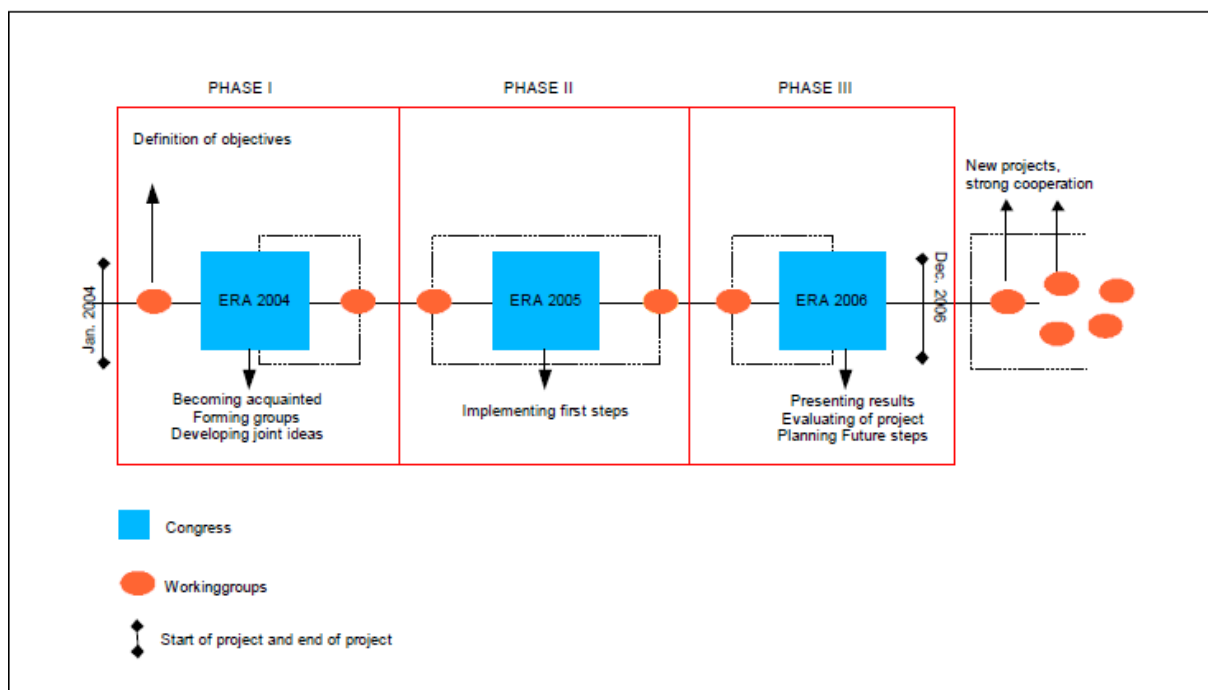 PHASE I
PHASE II
PHASE III
Definition of objectives
New projects,
strong cooperation
Jan. 2004
ERA 2004
ERA 2005
ERA 2006
Dec. 2006
Becoming acquainted
Forming groups
Developing joint ideas
Implementing first steps
Presenting results
Evaluating of project
Planning Future steps
Congress
Workinggroups
Start of project and end of project